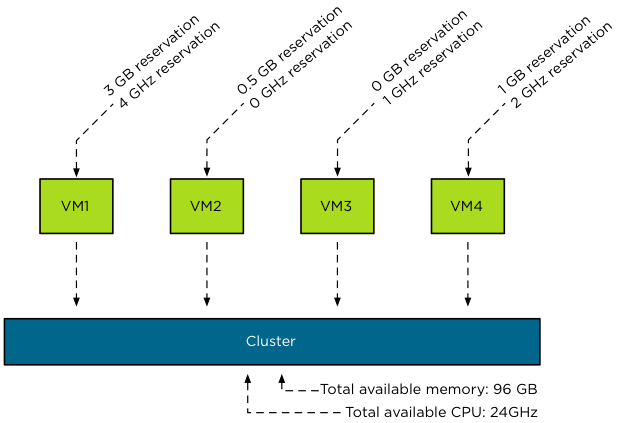 3 GB reservation
4 GHz reservation
0.5 GB reservation
0 GHz reservation
0 GB reservation
1 GHz reservation
1 GB reservation
2 GHz reservation
VM1
VM2
VM3
VM4
Cluster
Total available memory: 96 GB
Total available CPU: 24GHz